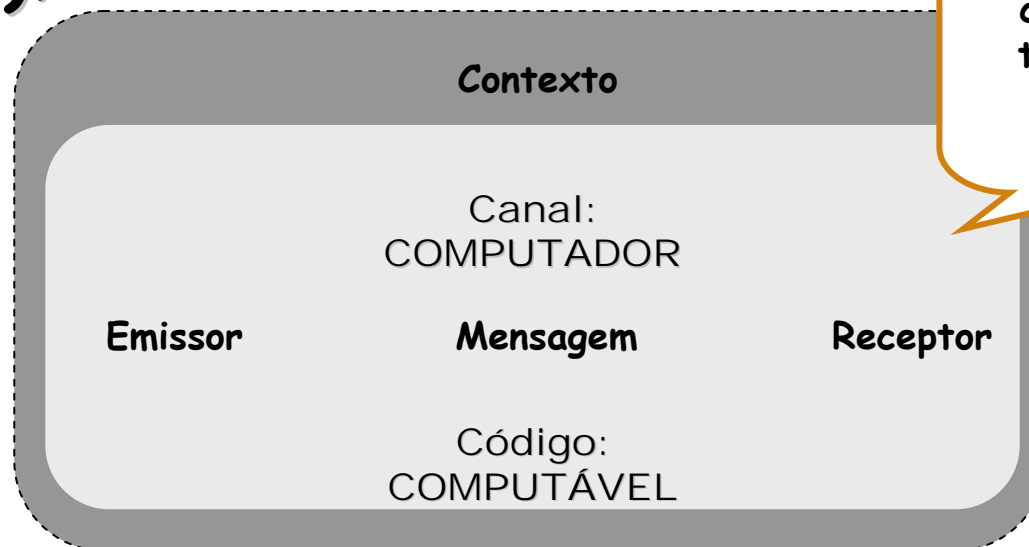 Contexto
Canal:
COMPUTADOR
Emissor Mensagem Receptor
Código:
COMPUTÁVEL